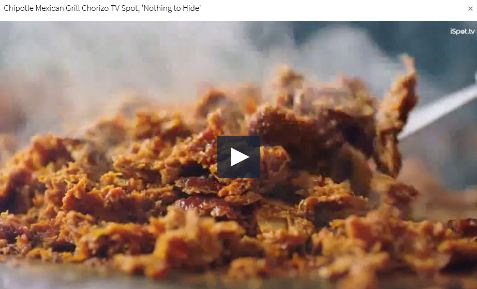 Chipotle Mexican Grill Chorizo TV Spot, 'Nothing to Hide'
×
iSpot.tv